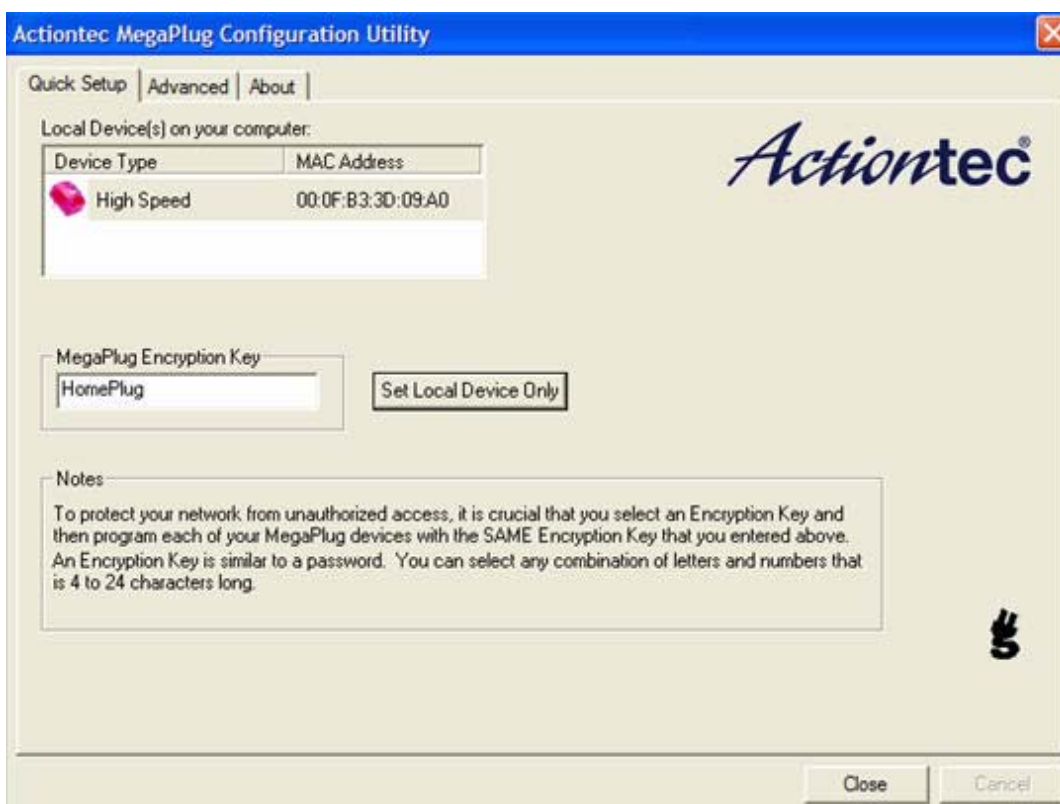 Actiontec MegaPlug Configuration Utility
Quick Setup Advanced About
Local Device(s) on your computer:
Device Type MAC Address
High Speed 00:0F:B3:3D:09:A0
Actiontec®
MegaPlug Encryption Key
HomePlug
Set Local Device Only
Notes
To protect your network from unauthorized access, it is crucial that you select an Encryption Key and
then program each of your MegaPlug devices with the SAME Encryption Key that you entered above.
An Encryption Key is similar to a password. You can select any combination of letters and numbers that
is 4 to 24 characters long.
Close Cancel